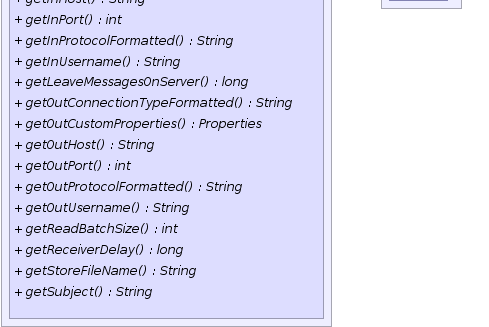 + getInHost() : String
+ getInPort() : int
+ getInProtocolFormatted() : String
+ getInUsername() : String
+ getLeaveMessagesOnServer() : long
+ getOutConnectionTypeFormatted() : String
+ getOutCustomProperties() : Properties
+ getOutHost() : String
+ getOutPort() : int
+ getOutProtocolFormatted() : String
+ getOutUsername() : String
+ getReadBatchSize() : int
+ getReceiverDelay() : long
+ getStoreFileName() : String
+ getSubject() : String